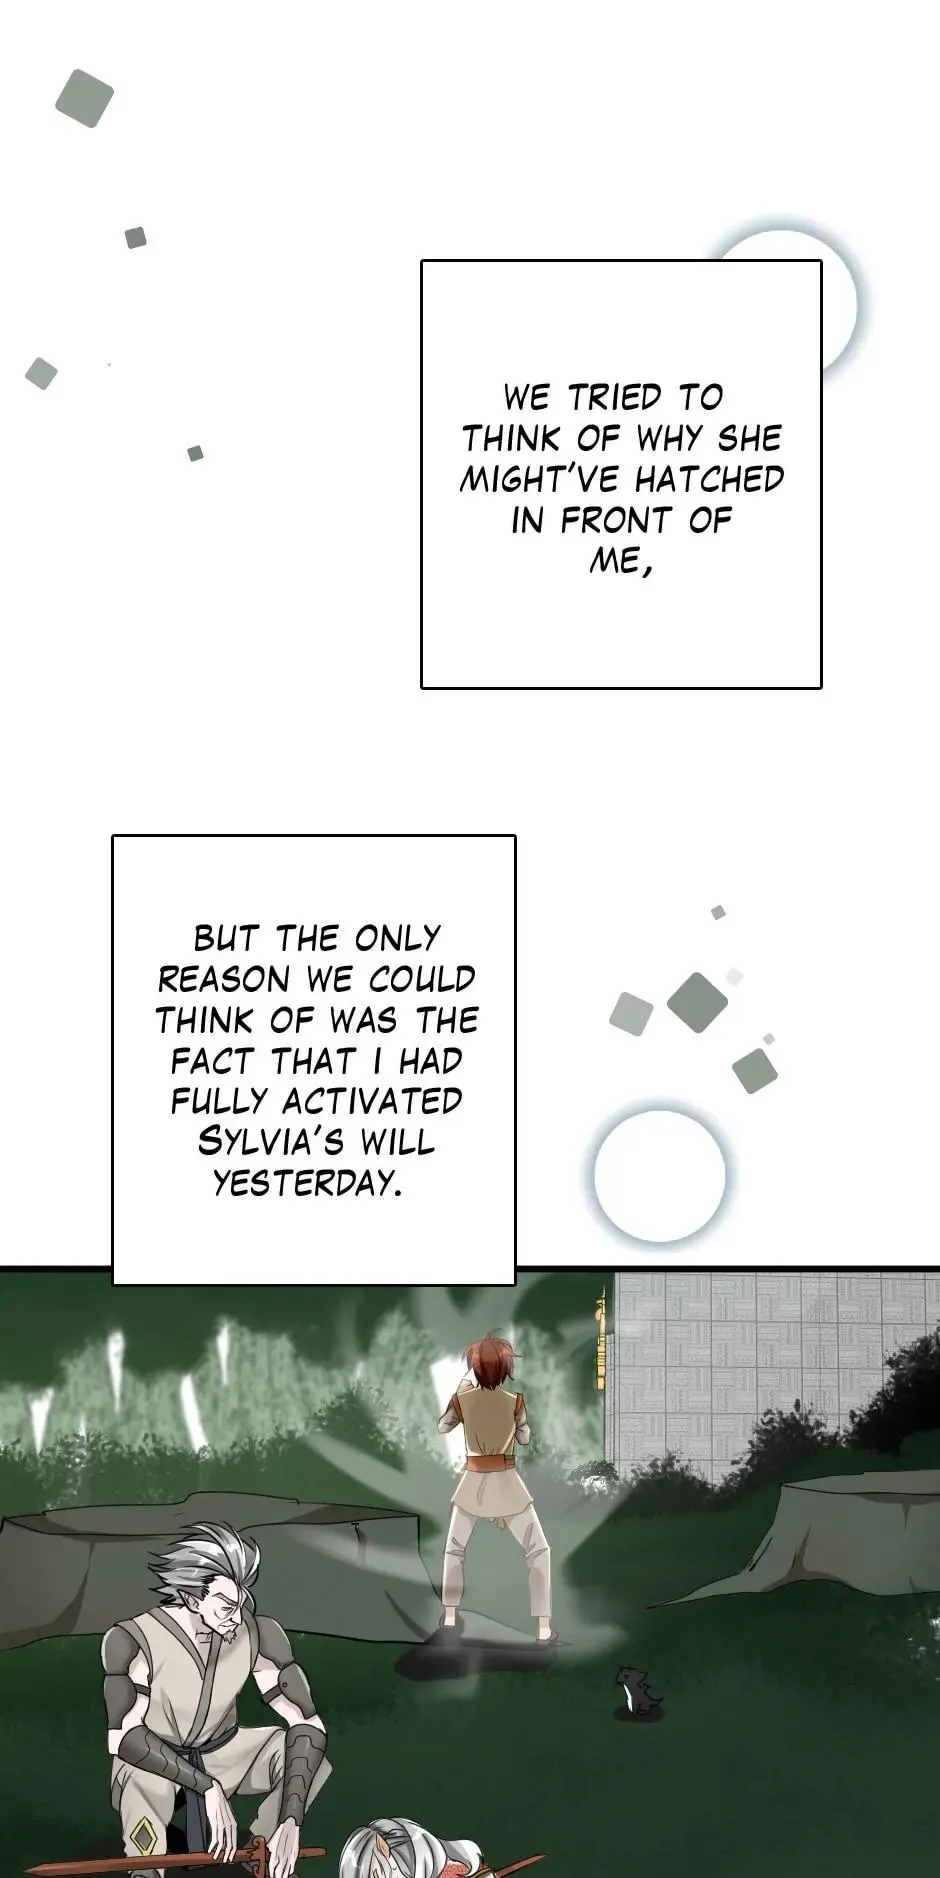 WE TRIED TO
THINK OF WHY SHE
MIGHT'VE HATCHED
IN FRONT OF
ME,
BUT THE ONLY
REASON WE COULD
THINK OF WAS THE
FACT THAT I HAD
FULLY ACTIVATED
SYLVIA'S WILL
YESTERDAY.